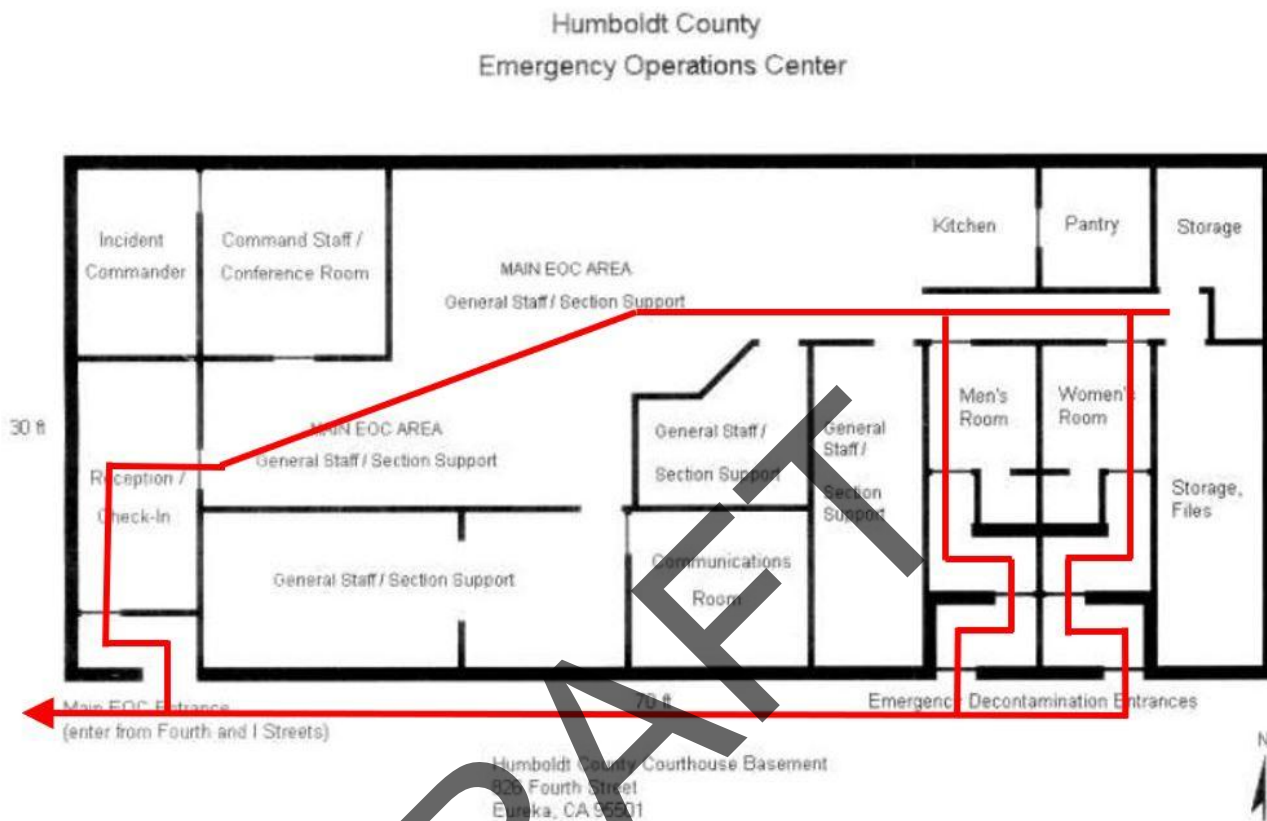 Humboldt County
Emergency Operations Center
Incident
Commander
Command Staff /
Conference Room
MAIN EOC AREA
General Staff / Section Support
Kitchen
Pantry
Storage
30 ft
Reception /
Check-In
MAIN EOC AREA
General Staff / Section Support
General Staff /
Section Support
General
Staff /
Section
Support
Men's
Room
Women's
Room
Storage,
Files
General Staff / Section Support
Communications
Room
Main EOC Entrance
(enter from Fourth and I Streets)
70 ft
Emergency Decontamination Entrances
Humboldt County Courthouse Basement
826 Fourth Street
Eureka, CA 95501
N
DRAFT